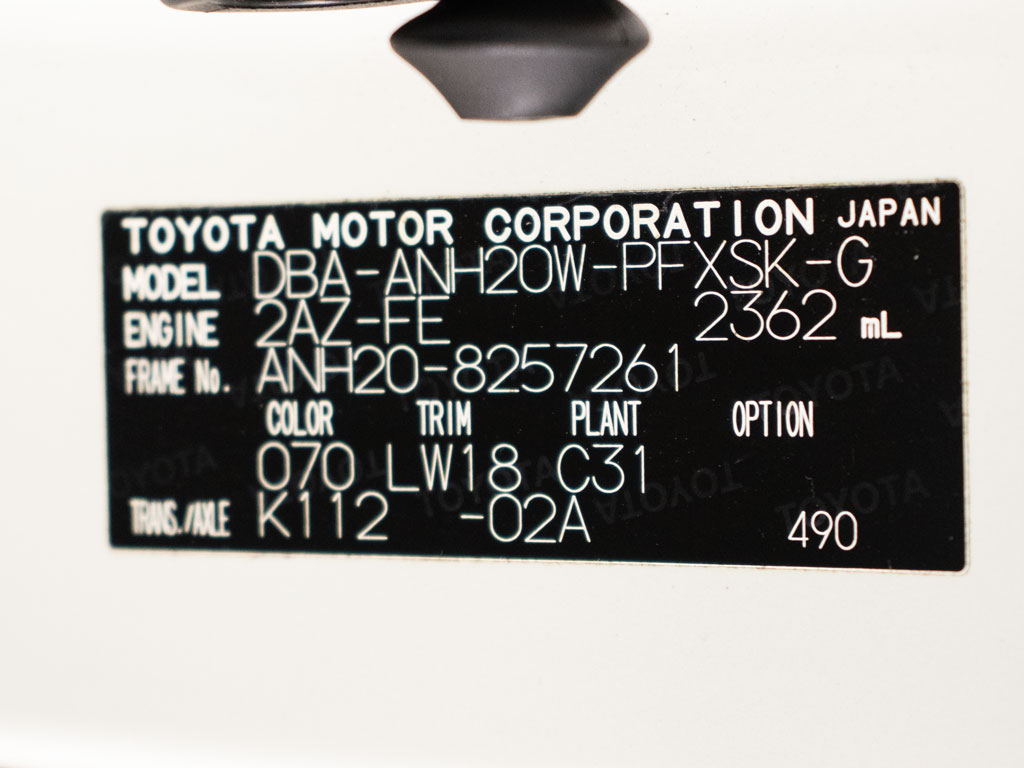 TOYOTA MOTOR CORPORATION JAPAN
MODEL DBA-ANH20W-PFXSK-G
ENGINE 2AZ-FE 2362 mL
FRAME No. ANH20-8257261
COLOR TRIM PLANT OPTION
070 LW18 C31
TRANS./AXLE K112 -02A 490